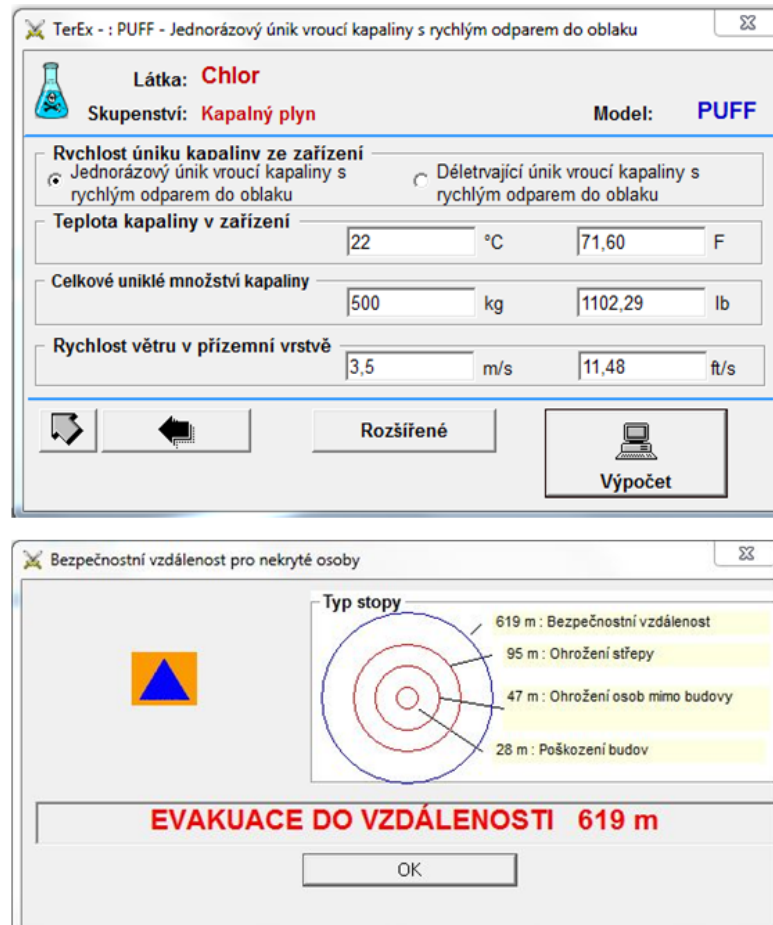 TerEx - : PUFF - Jednorázový únik vroucí kapaliny s rychlým odparem do oblaku
Látka: Chlor
Skupenství: Kapalný plyn
Model: PUFF
Rychlost úniku kapaliny ze zařízení
Jednorázový únik vroucí kapaliny s
rychlým odparem do oblaku
Déletrvající únik vroucí kapaliny s
rychlým odparem do oblaku
Teplota kapaliny v zařízení
22 °C 71,60 F
Celkové uniklé množství kapaliny
500 kg 1102,29 lb
Rychlost větru v přízemní vrstvě
3,5 m/s 11,48 ft/s
Rozšířené
Výpočet
Bezpečnostní vzdálenost pro nekryté osoby
Typ stopy
619 m : Bezpečnostní vzdálenost
95 m : Ohrožení střepy
47 m : Ohrožení osob mimo budovy
28 m : Poškození budov
EVAKUACE DO VZDÁLENOSTI 619 m
OK